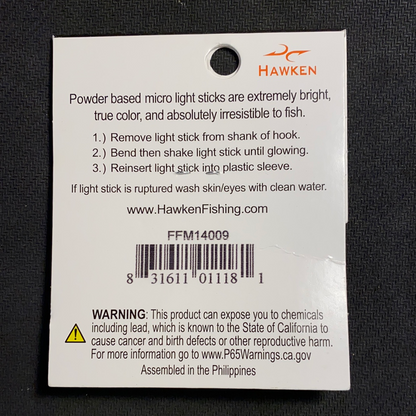 HAWKEN
Powder based micro light sticks are extremely bright,
true color, and absolutely irresistible to fish.
1.) Remove light stick from shank of hook.
2.) Bend then shake light stick until glowing.
3.) Reinsert light stick into plastic sleeve.
If light stick is ruptured wash skin/eyes with clean water.
www.HawkenFishing.com
FFM14009
8 31611 01118 1
WARNING: This product can expose you to chemicals
including lead, which is known to the State of California to
cause cancer and birth defects or other reproductive harm.
For more information go to www.P65Warnings.ca.gov
Assembled in the Philippines